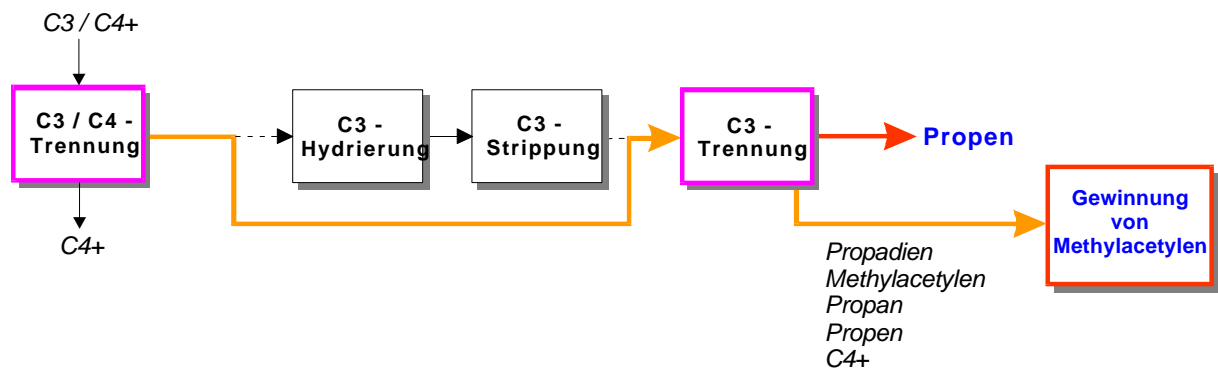 C3 / C4+
C3 / C4 -
Trennung
C4+
C3 -
Hydrierung
C3 -
Strippung
C3 -
Trennung
Propen
Gewinnung
von
Methylacetylen
Propadien
Methylacetylen
Propan
Propen
C4+